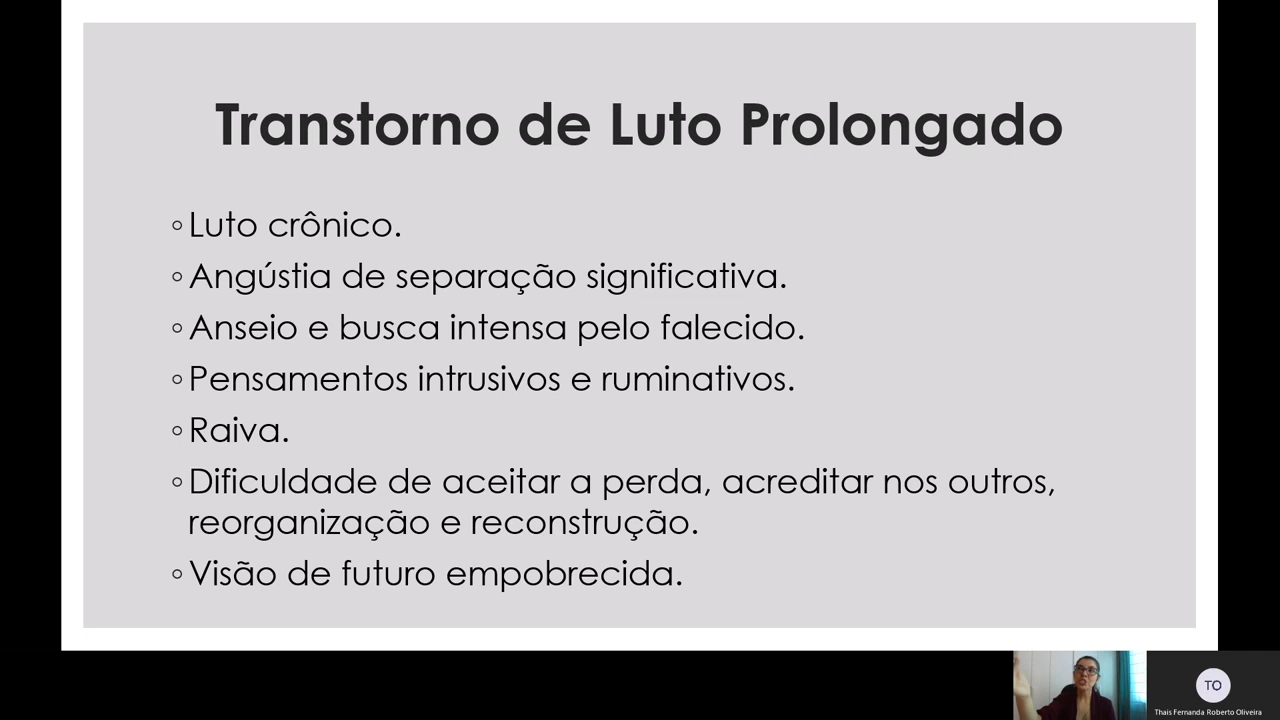 Transtorno de Luto Prolongado
◦Luto crônico.
◦Angústia de separação significativa.
◦Anseio e busca intensa pelo falecido.
◦Pensamentos intrusivos e ruminativos.
◦Raiva.
◦Dificuldade de aceitar a perda, acreditar nos outros,
reorganização e reconstrução.
◦Visão de futuro empobrecida.
TO
Thais Fernanda Roberto Oliveira